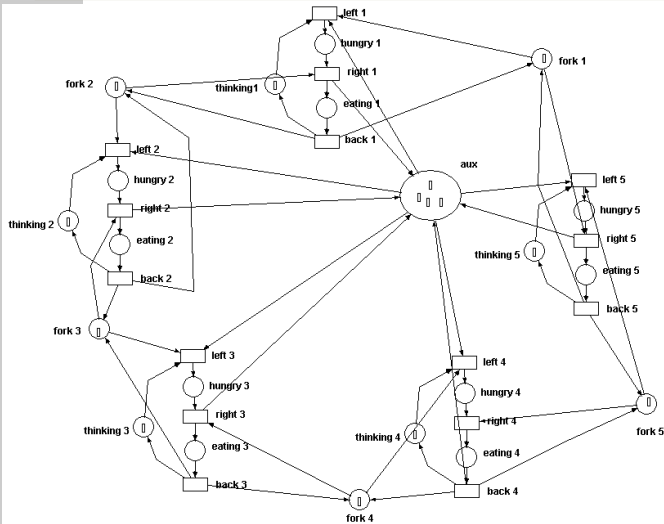 left 1
hungry 1
right 1
thinking1
eating 1
back 1
fork 1
fork 2
left 2
hungry 2
right 2
thinking 2
eating 2
back 2
aux
left 5
hungry 5
right 5
thinking 5
eating 5
back 5
fork 3
left 3
hungry 3
right 3
thinking 3
eating 3
back 3
left 4
hungry 4
right 4
thinking 4
eating 4
back 4
fork 5
fork 4